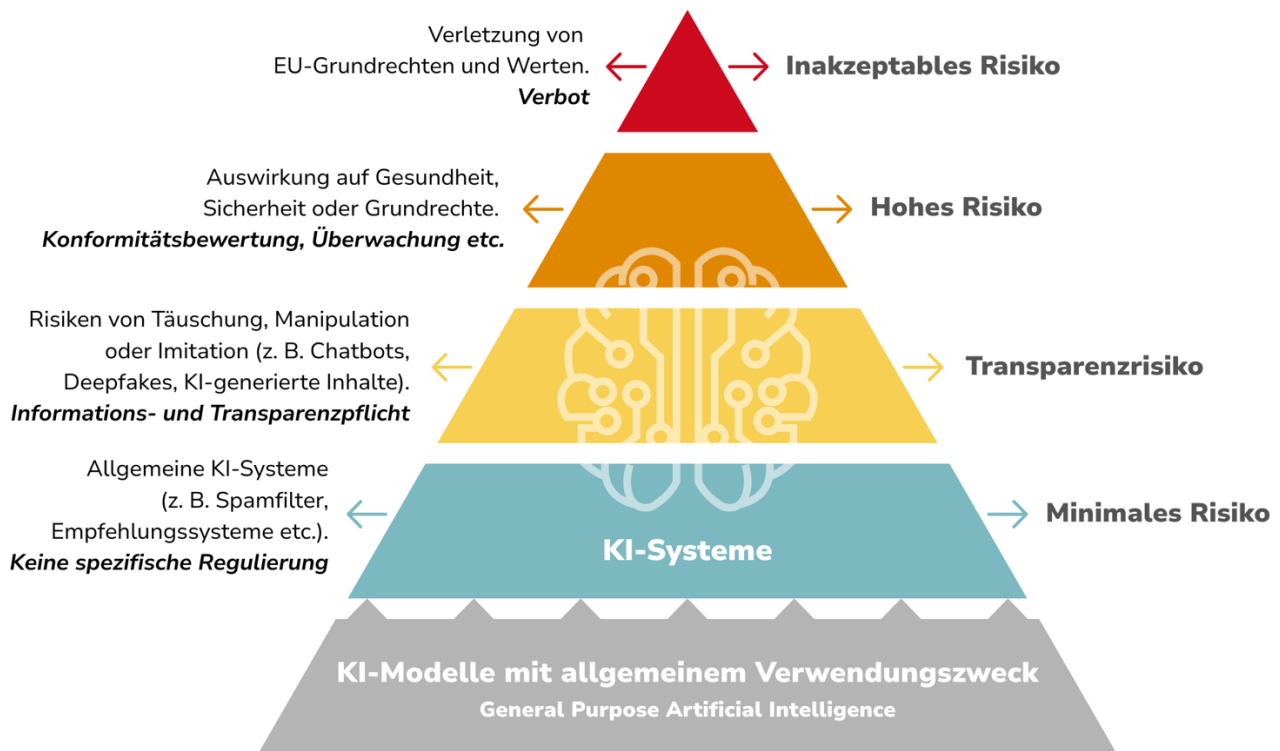 Verletzung von
EU-Grundrechten und Werten.
Verbot
Inakzeptables Risiko
Auswirkung auf Gesundheit,
Sicherheit oder Grundrechte.
Konformitätsbewertung, Überwachung etc.
Hohes Risiko
Risiken von Täuschung, Manipulation
oder Imitation (z. B. Chatbots,
Deepfakes, KI-generierte Inhalte).
Informations- und Transparenzpflicht
Transparenzrisiko
Allgemeine KI-Systeme
(z. B. Spamfilter,
Empfehlungssysteme etc.).
Keine spezifische Regulierung
Minimales Risiko
KI-Systeme
KI-Modelle mit allgemeinem Verwendungszweck
General Purpose Artificial Intelligence